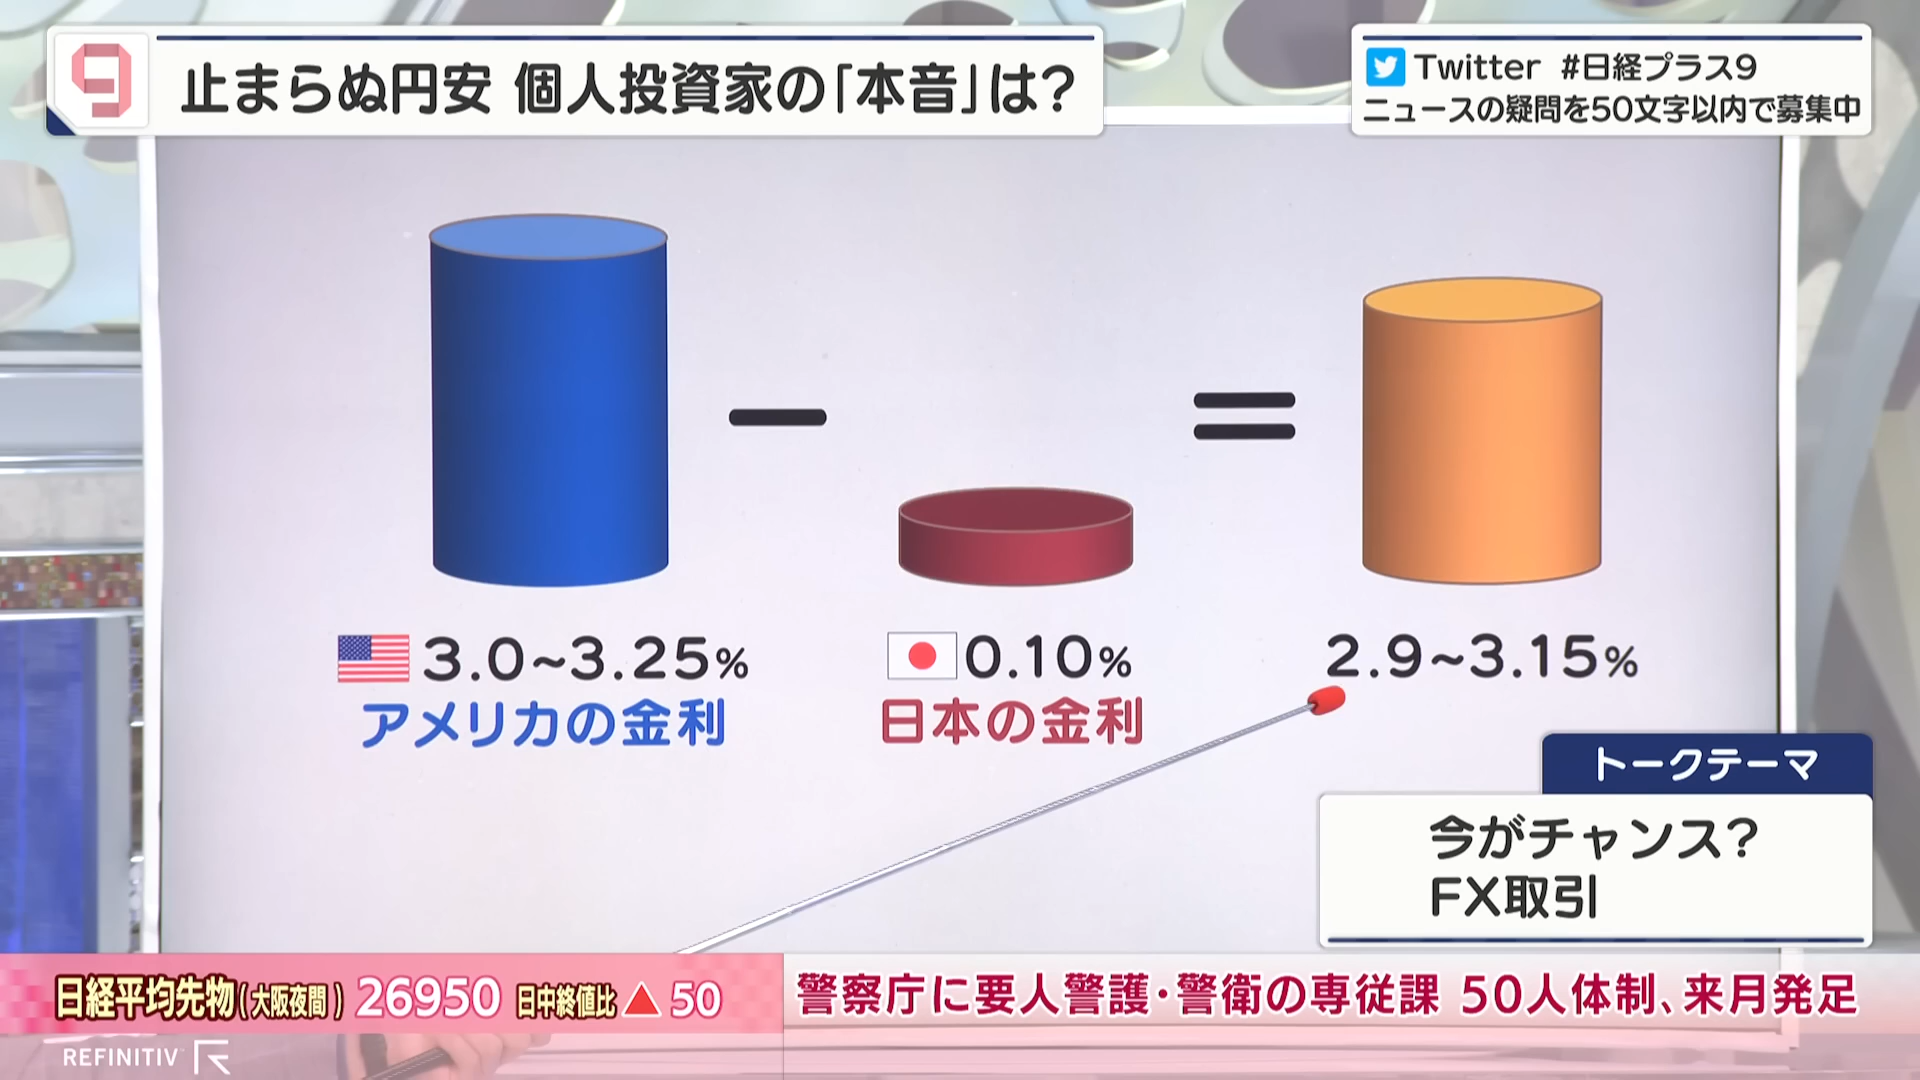 9
止まらぬ円安 個人投資家の「本音」は？
Twitter #日経プラス9
ニュースの疑問を50文字以内で募集中
3.0~3.25%
アメリカの金利
0.10%
日本の金利
2.9~3.15%
トークテーマ
今がチャンス？
FX取引
日経平均先物(大阪夜間) 26950 日中終値比▲50
警察庁に要人警護・警衛の専従課 50人体制、来月発足
REFINITIV